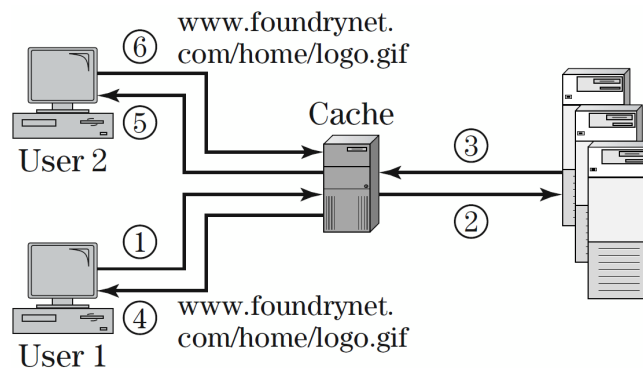 ⑥
www.foundrynet.
com/home/logo.gif
⑤
User 2
Cache
③
②
①
④
www.foundrynet.
com/home/logo.gif
User 1